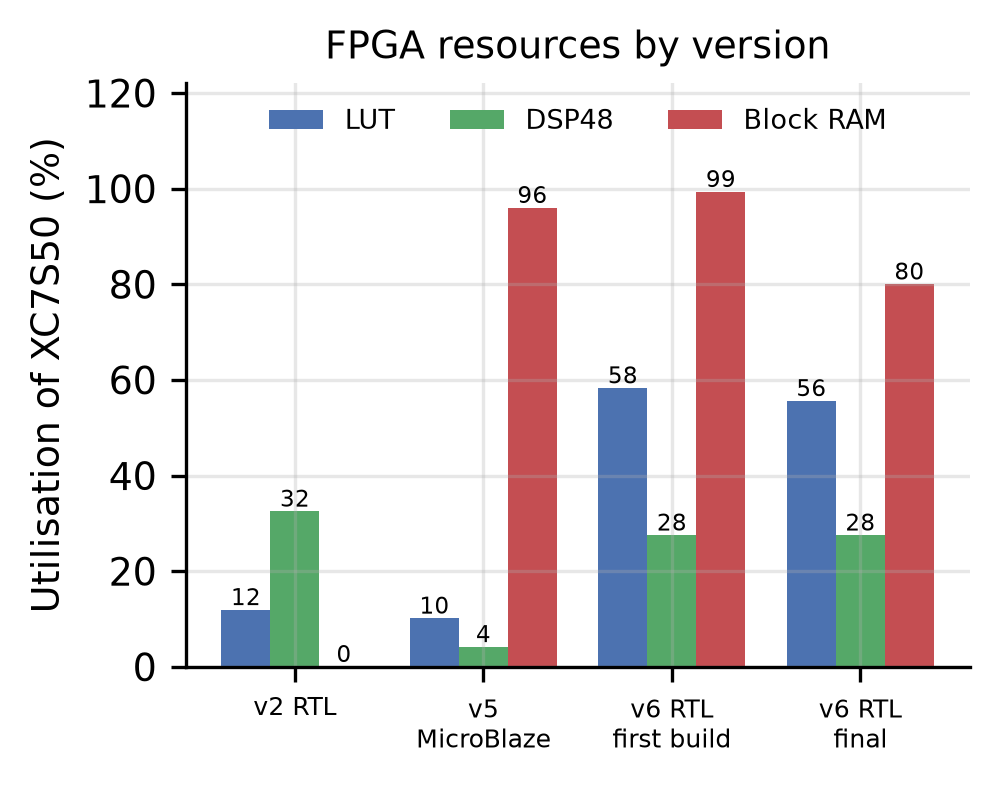 FPGA resources by version
Utilisation of XC7S50 (%)
120
100
80
60
40
20
0
LUT DSP48 Block RAM
12 32 0
10 4 96
58 28 99
56 28 80
v2 RTL
v5
MicroBlaze
v6 RTL
first build
v6 RTL
final